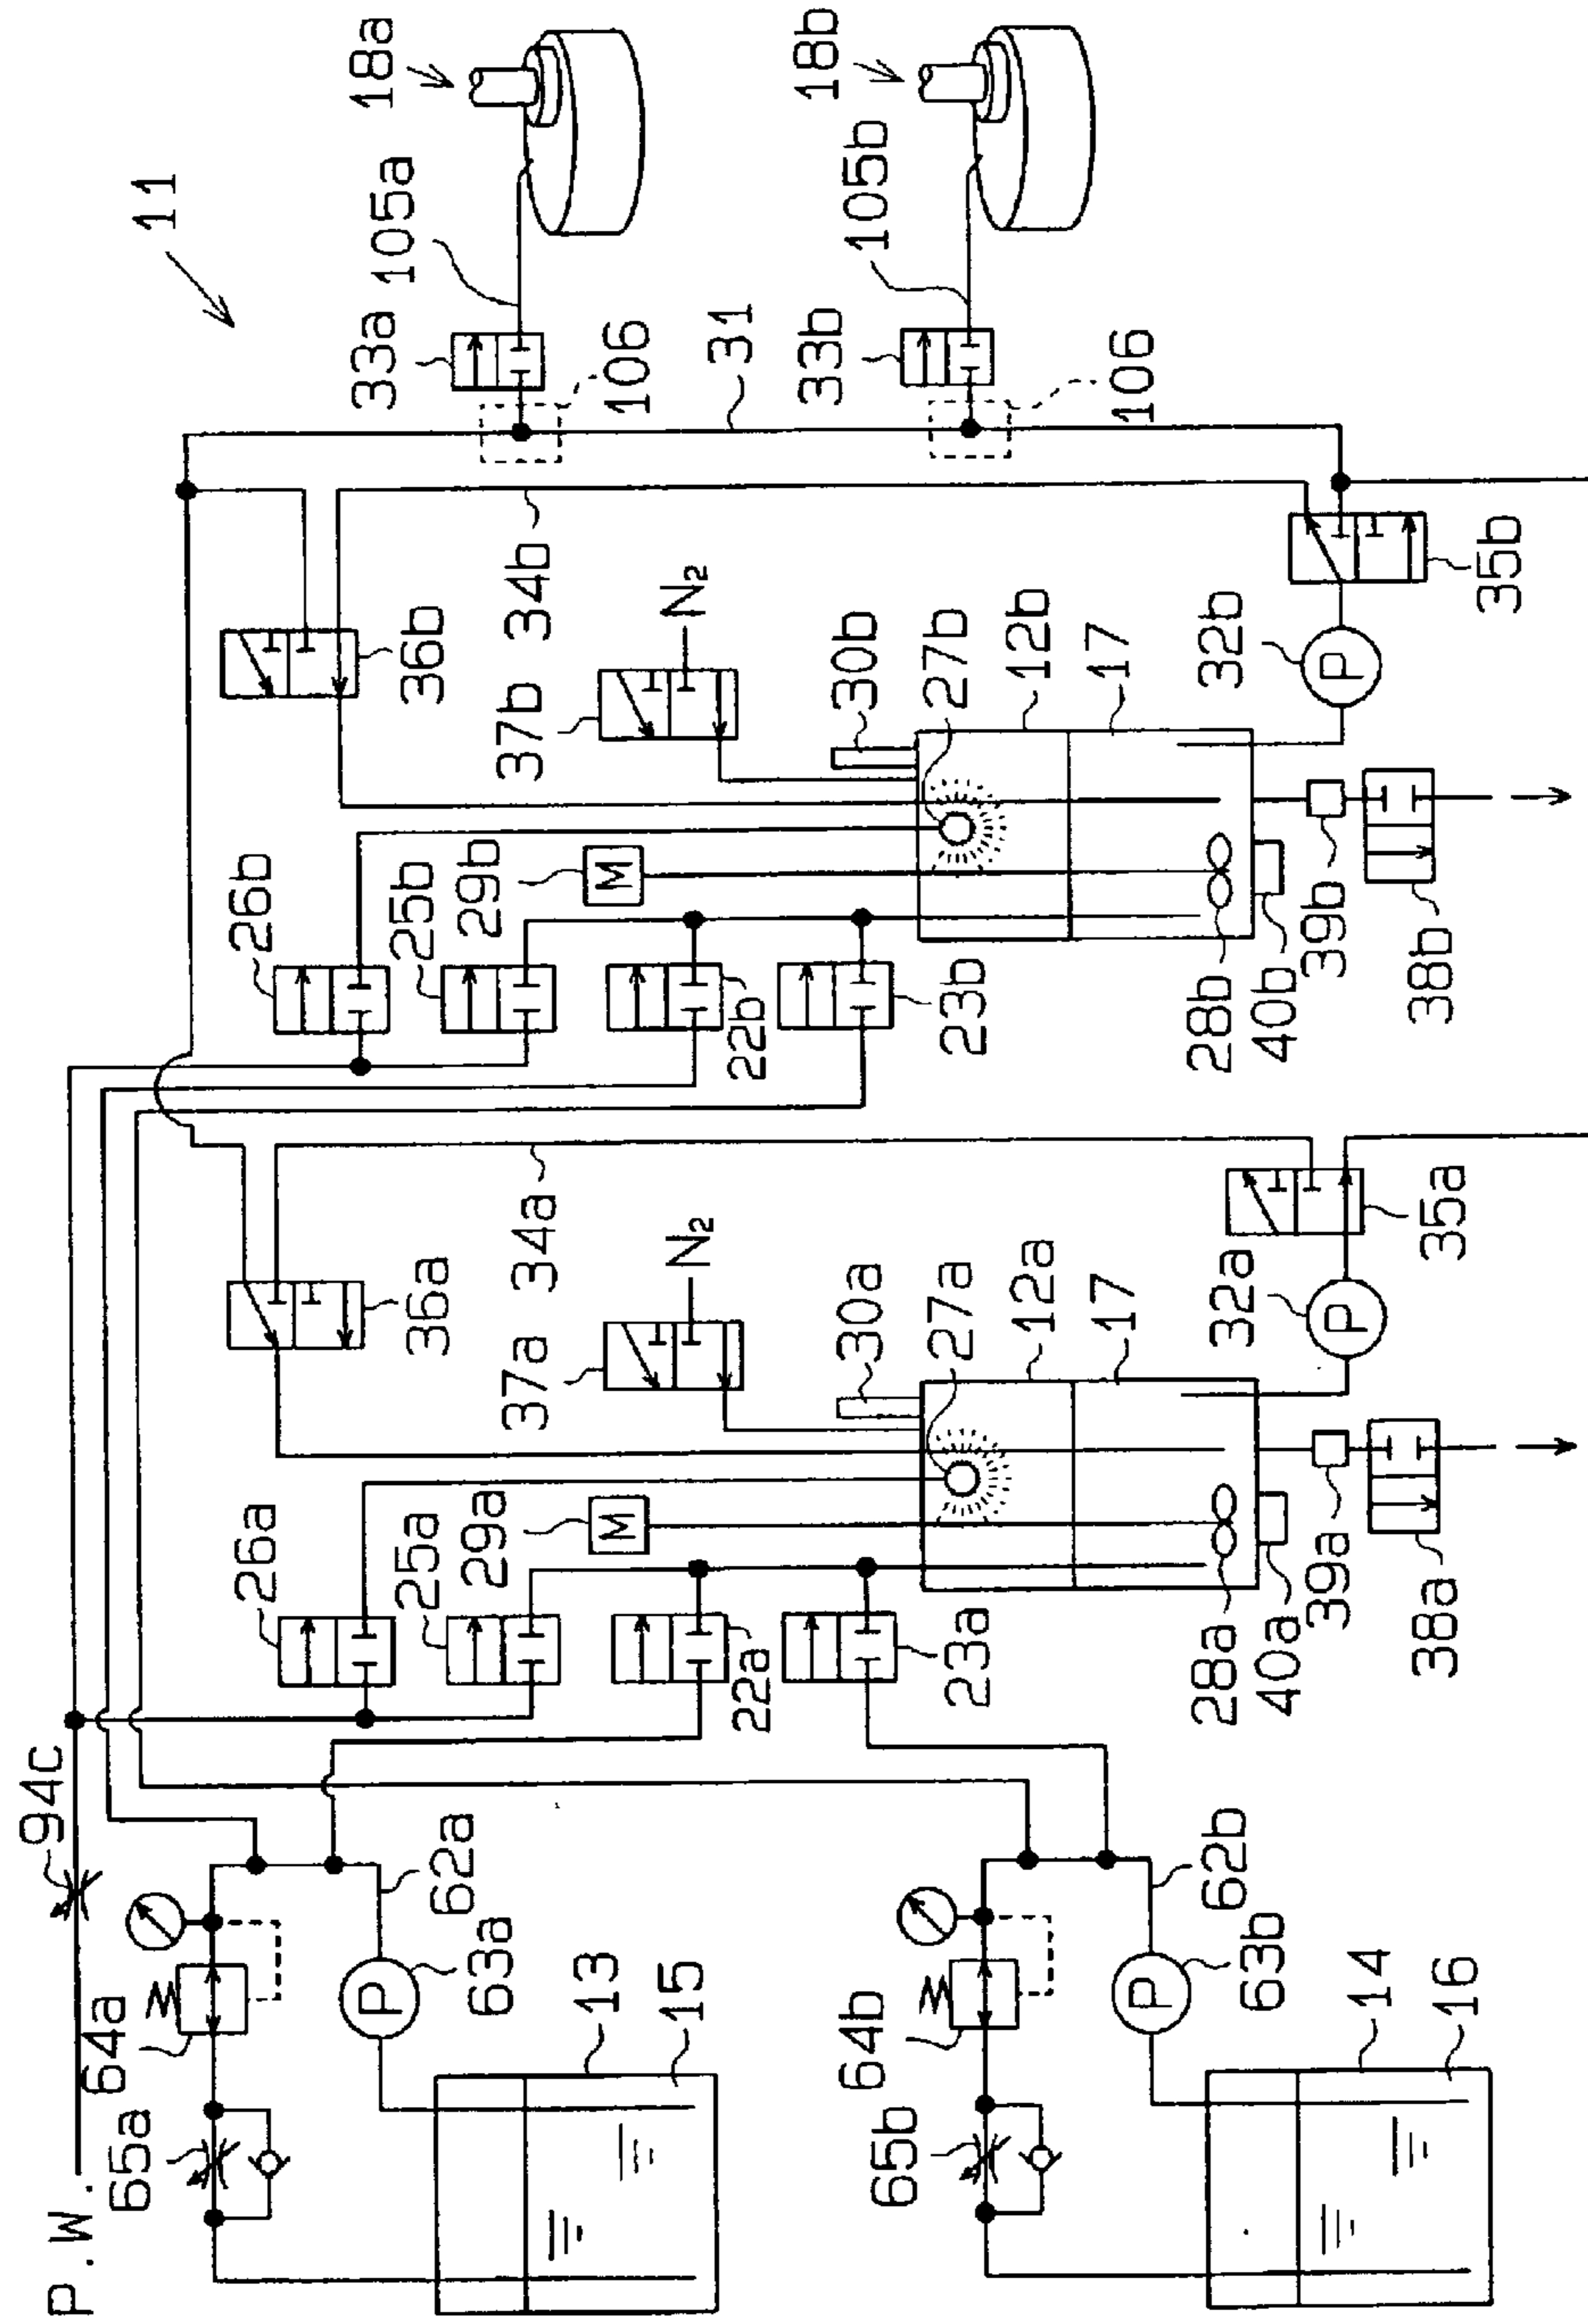 11
18a
18b
105a
105b
33a
33b
106
106
31
36b
34b
37b
N2
30b
27b
12b
17
32b
P
35b
26b
25b
29b
M
22b
23b
28b
40b
39b
38b
36a
34a
37a
N2
30a
27a
12a
17
32a
P
35a
26a
25a
29a
M
22a
23a
28a
40a
39a
38a
94c
P.W.
64a
65a
62a
P
63a
13
15
64b
65b
62b
P
63b
14
16